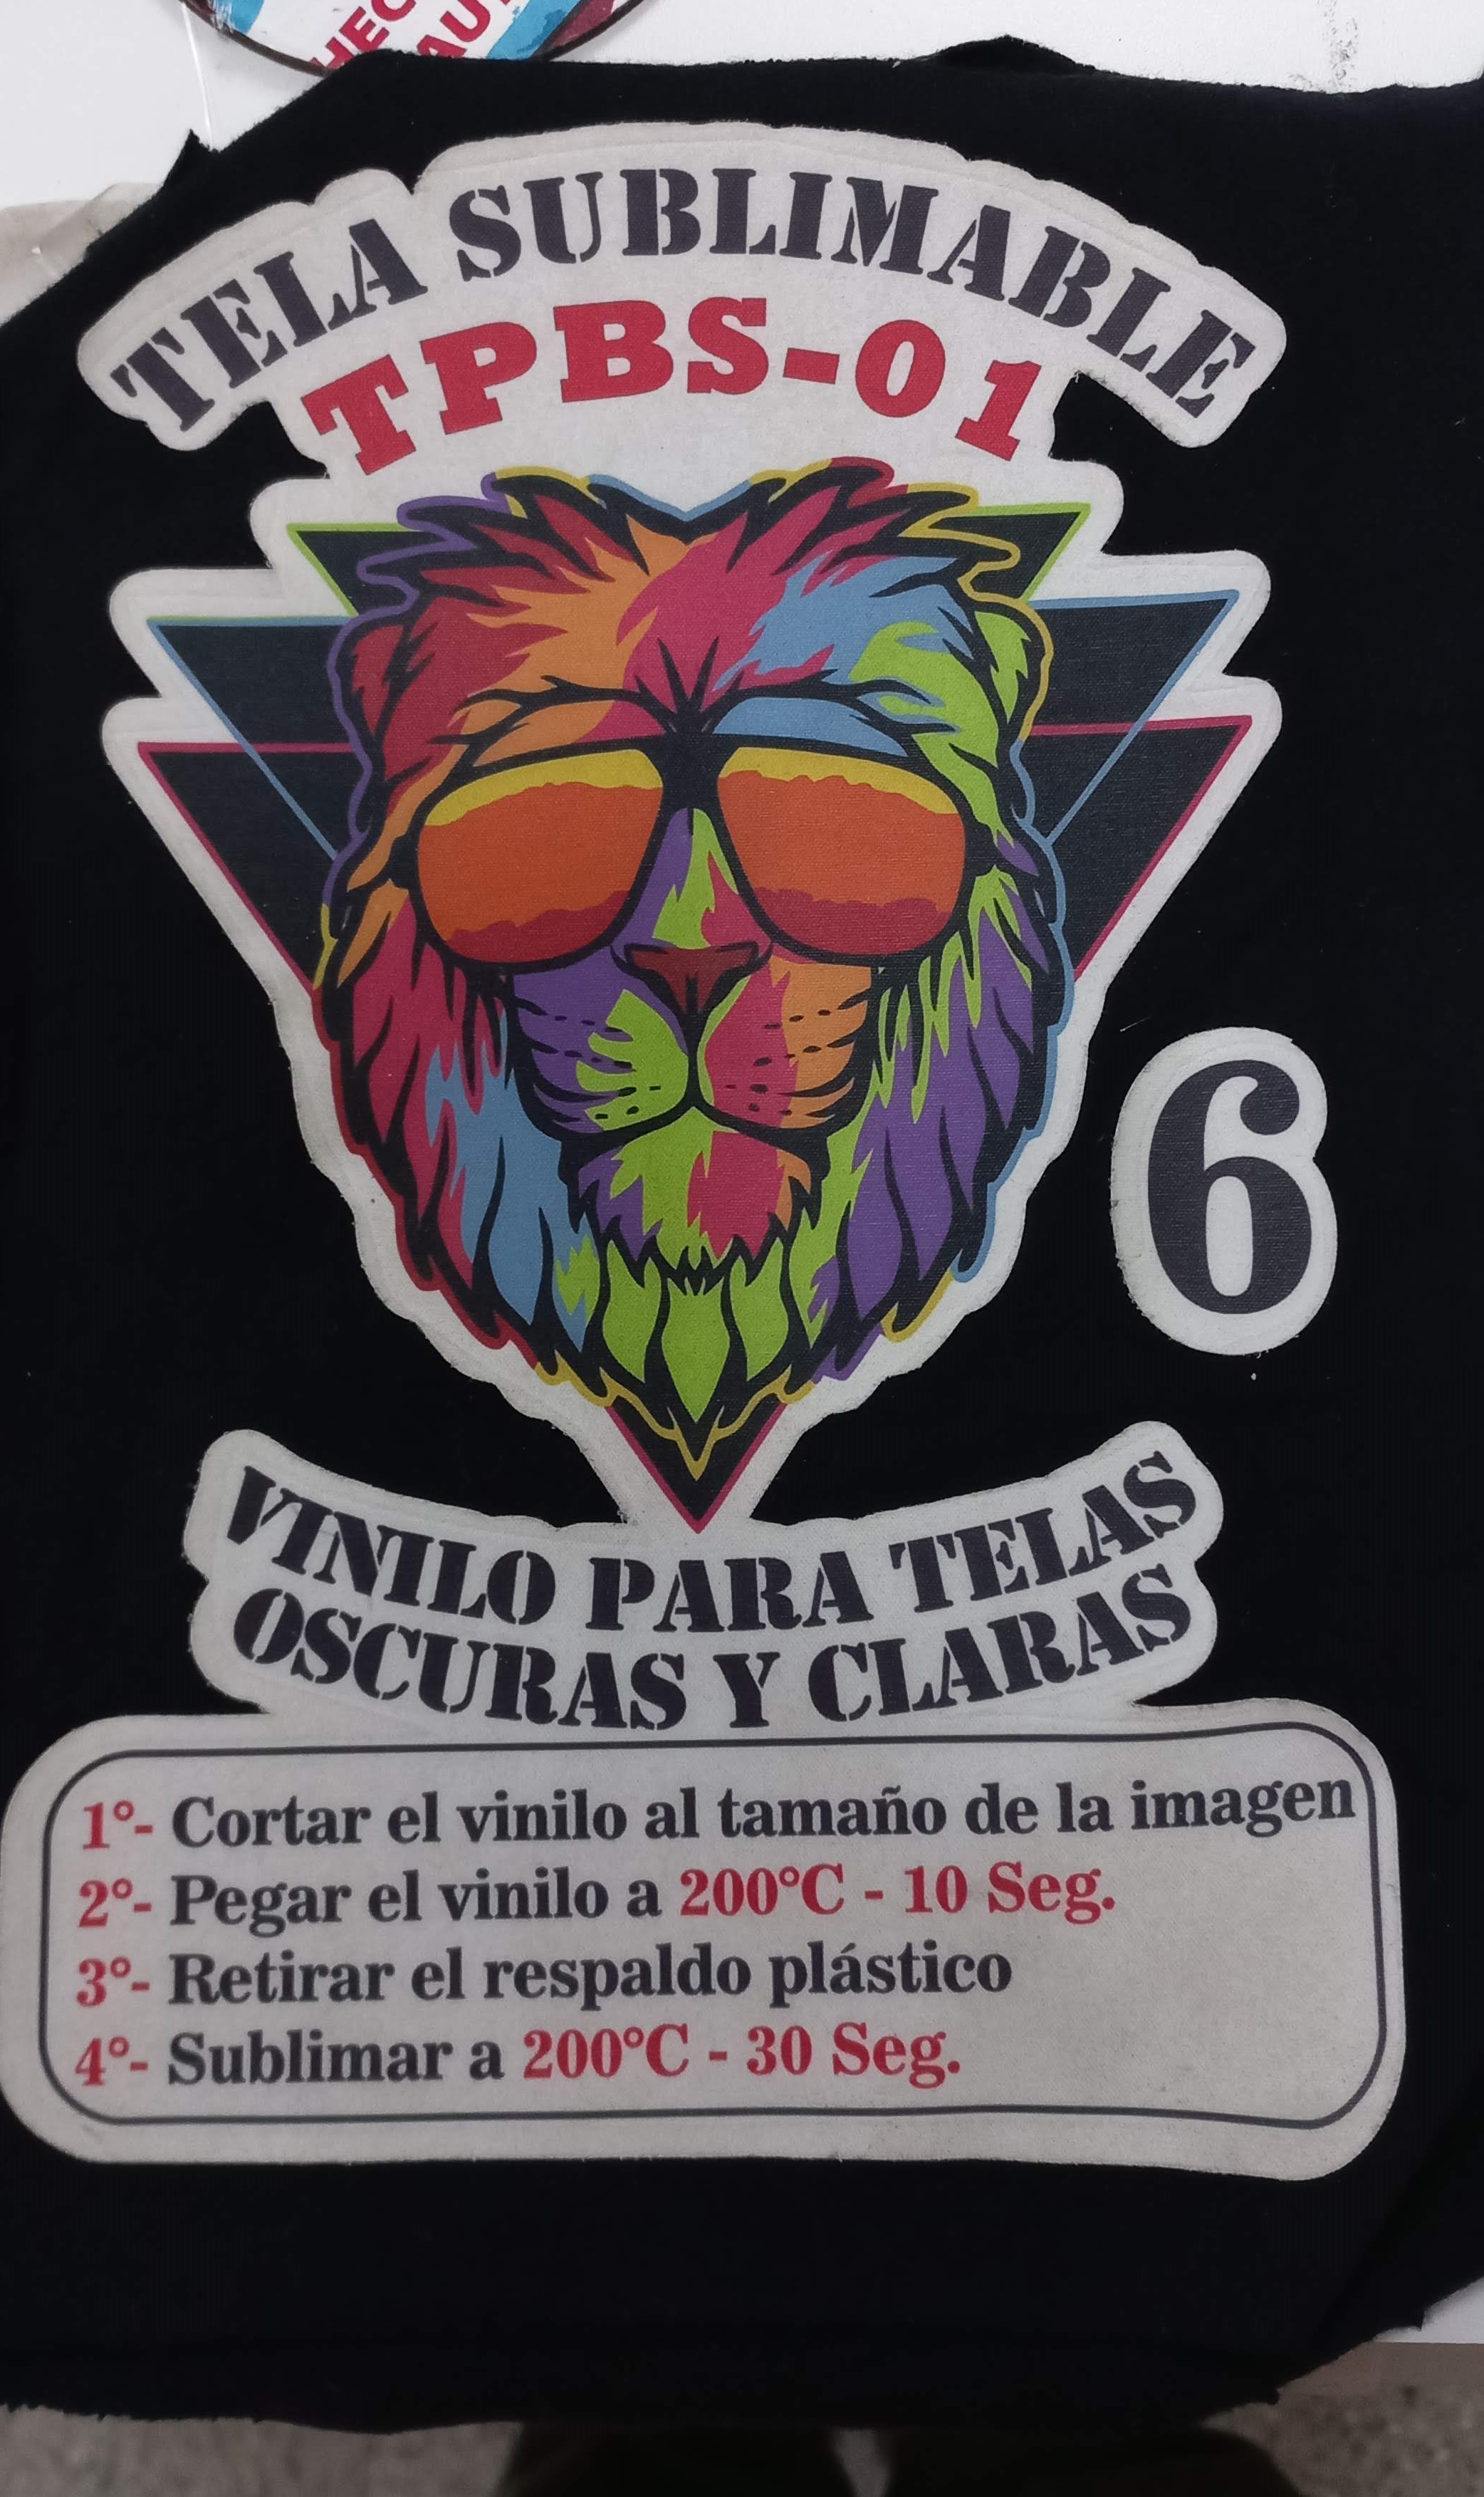 TELA SUBLIMABLE
TPBS-01
6
VINILO PARA TELAS
OSCURAS Y CLARAS
1°- Cortar el vinilo al tamaño de la imagen
2°- Pegar el vinilo a 200°C - 10 Seg.
3°- Retirar el respaldo plástico
4°- Sublimar a 200°C - 30 Seg.